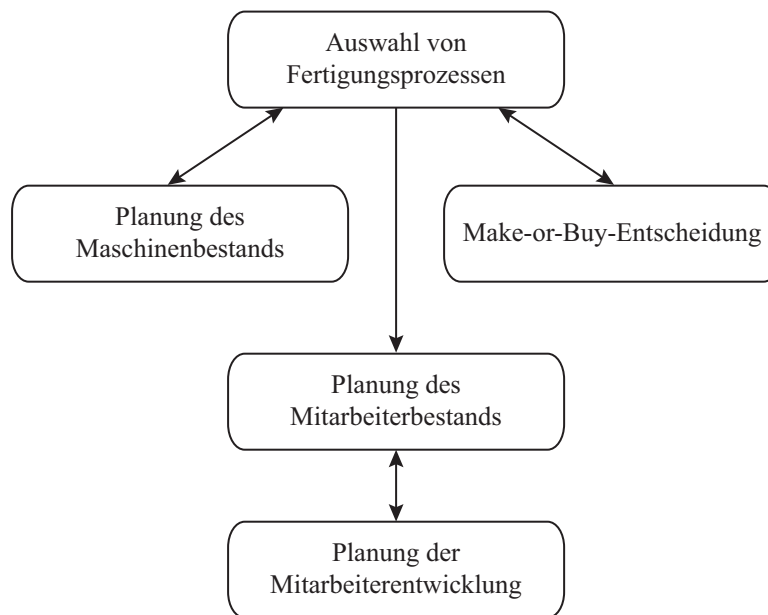 Auswahl von
Fertigungsprozessen
Planung des
Maschinenbestands
Make-or-Buy-Entscheidung
Planung des
Mitarbeiterbestands
Planung der
Mitarbeiterentwicklung